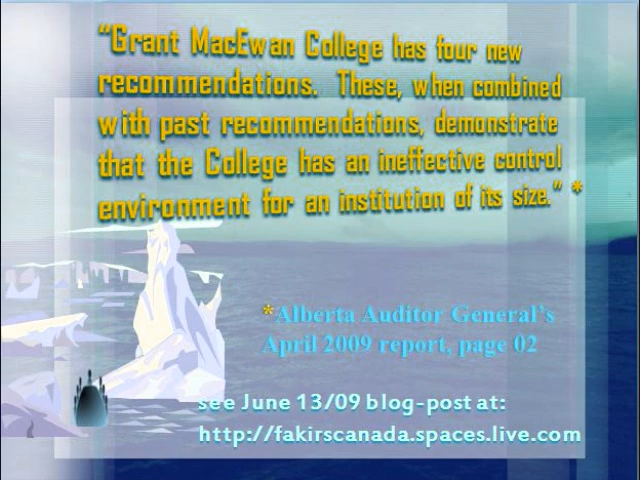 “Grant MacEwan College has four new
recommendations. These, when combined
with past recommendations, demonstrate
that the College has an ineffective control
environment for an institution of its size.” *
*Alberta Auditor General’s
April 2009 report, page 02
see June 13/09 blog-post at:
http://fakirscanada.spaces.live.com